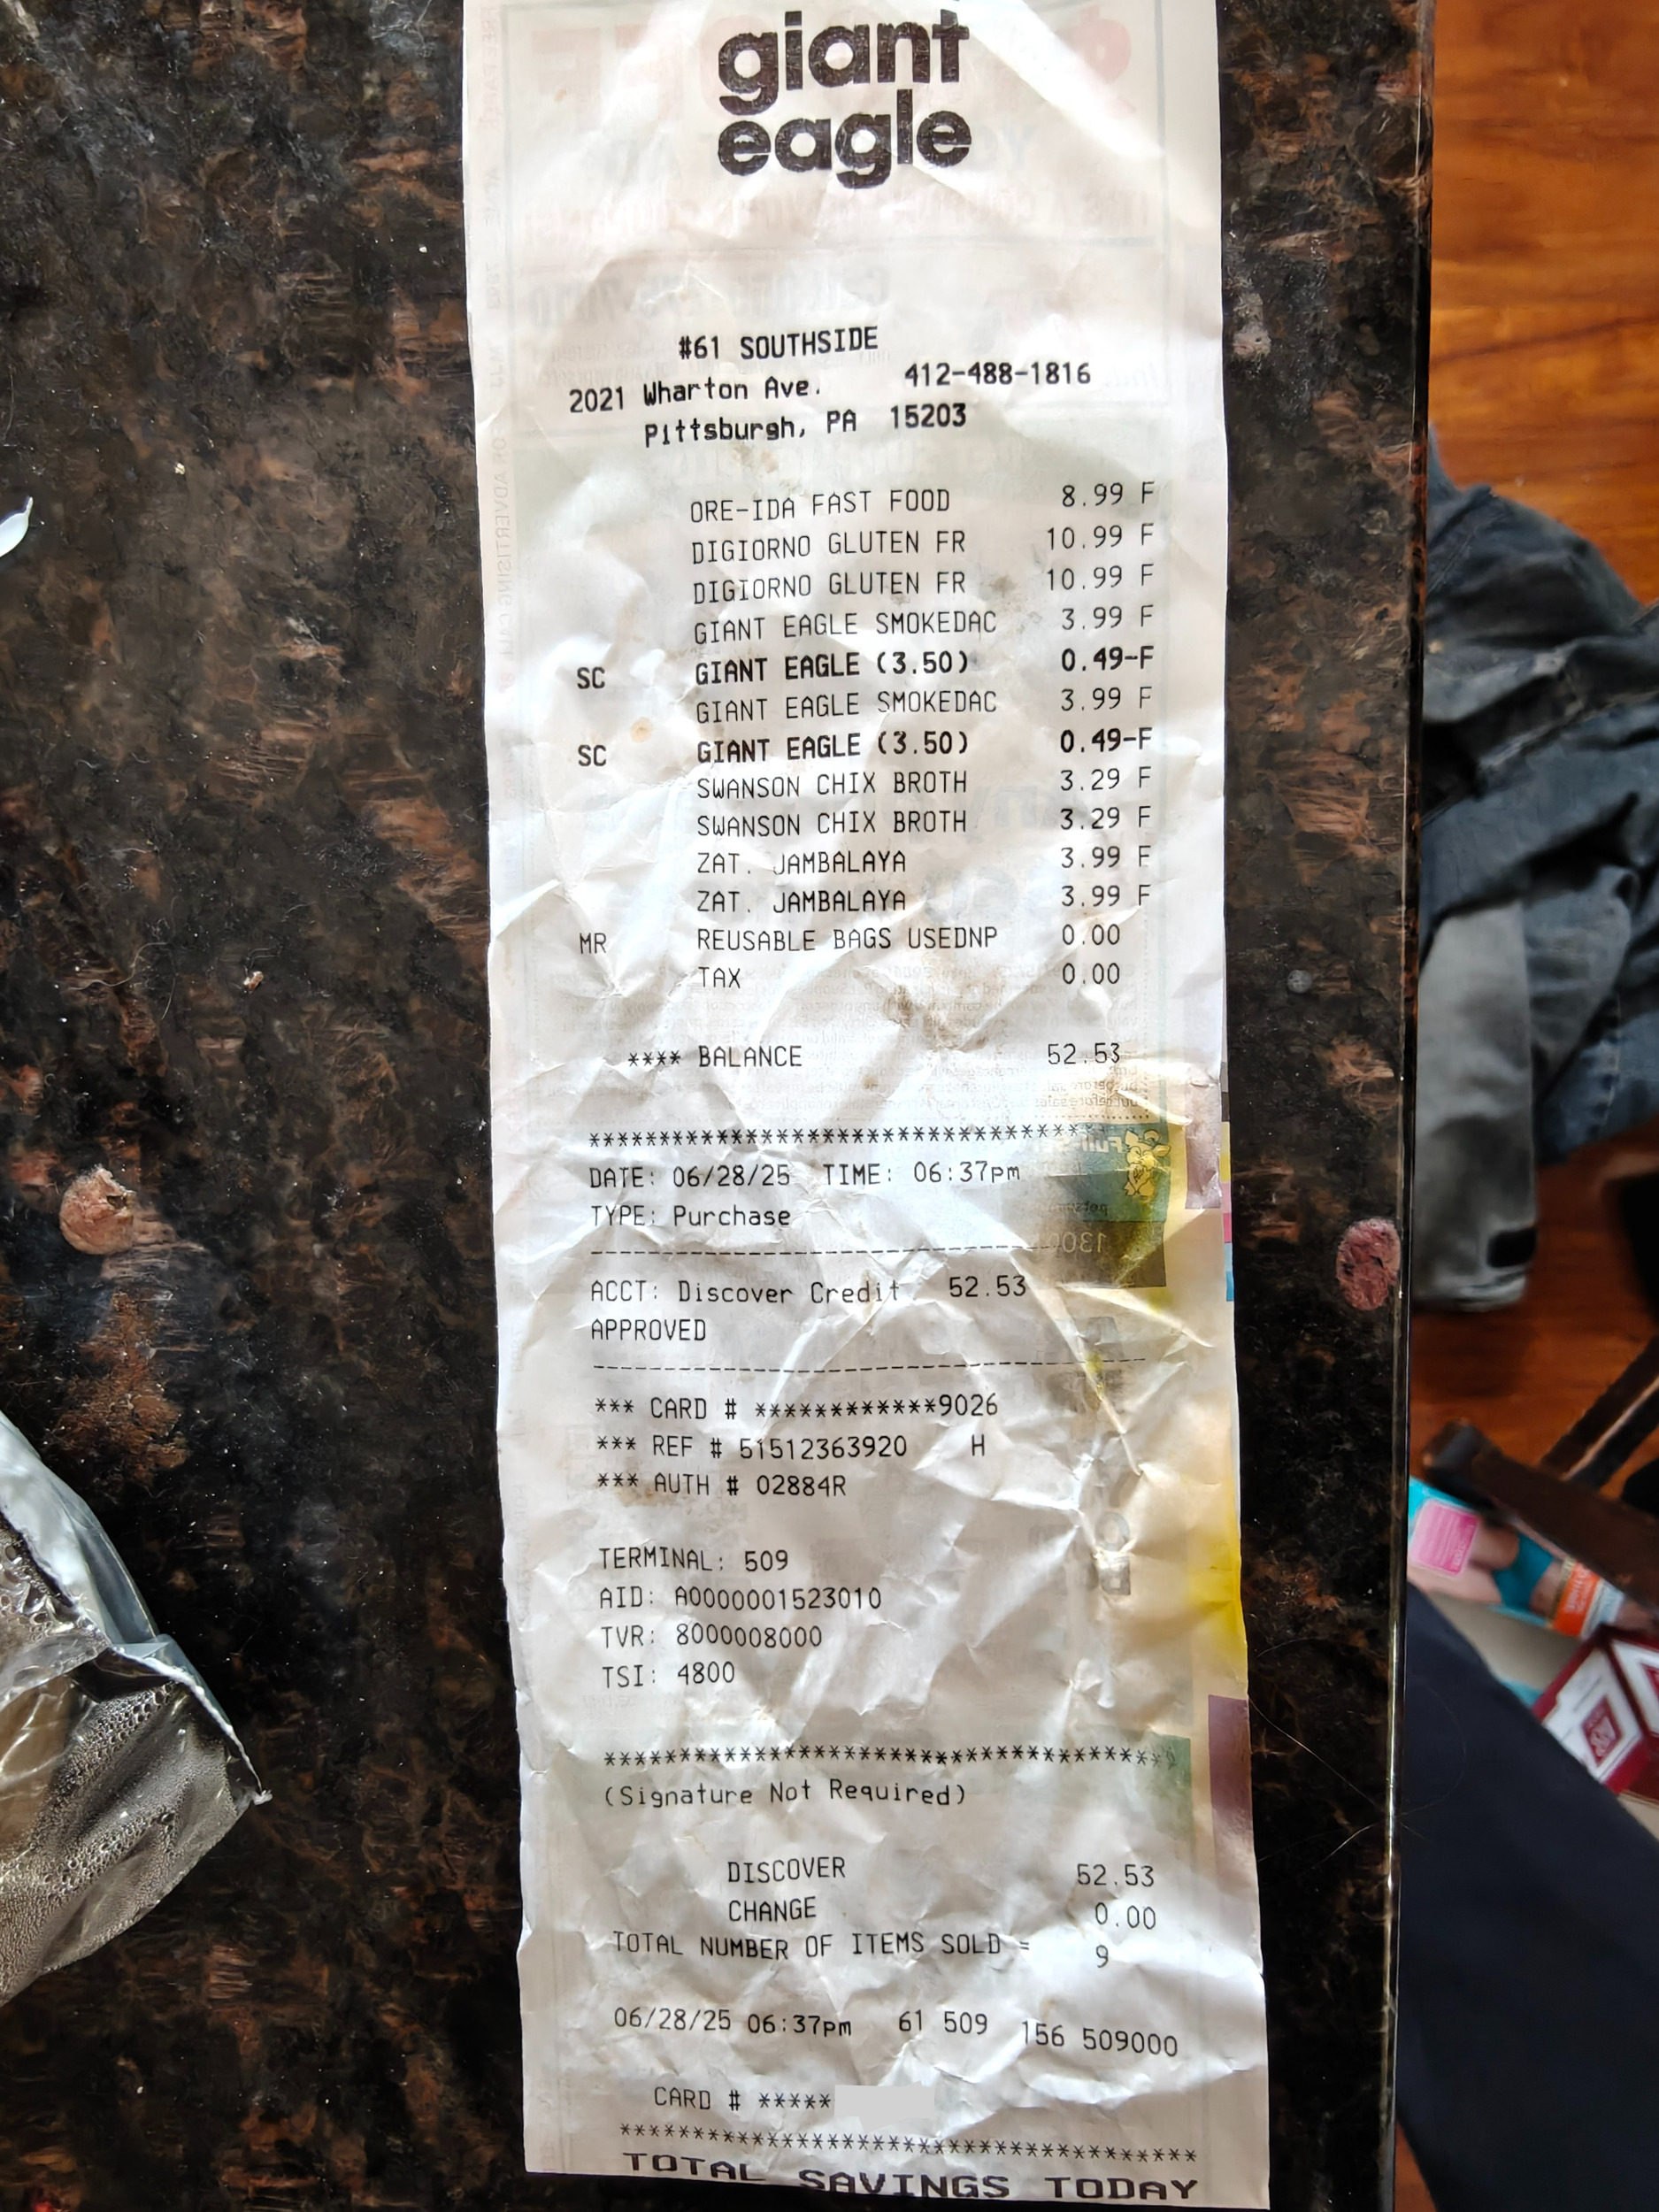 giant
eagle
#61 SOUTHSIDE
2021 Wharton Ave. 412-488-1816
Pittsburgh, PA 15203
ORE-IDA FAST FOOD 8.99 F
DIGIORNO GLUTEN FR 10.99 F
DIGIORNO GLUTEN FR 10.99 F
GIANT EAGLE SMOKEDAC 3.99 F
SC GIANT EAGLE (3.50) 0.49-F
GIANT EAGLE SMOKEDAC 3.99 F
SC GIANT EAGLE (3.50) 0.49-F
SWANSON CHIX BROTH 3.29 F
SWANSON CHIX BROTH 3.29 F
ZAT. JAMBALAYA 3.99 F
ZAT. JAMBALAYA 3.99 F
MR REUSABLE BAGS USEDNP 0.00
TAX 0.00
**** BALANCE 52.53
************************************
DATE: 06/28/25 TIME: 06:37pm
TYPE: Purchase
----------------------------------------
ACCT: Discover Credit 52.53
APPROVED
----------------------------------------
*** CARD # ************9026
*** REF # 51512363920 H
*** AUTH # 02884R
TERMINAL: 509
AID: A0000001523010
TVR: 8000008000
TSI: 4800
**************************************
(Signature Not Required)
DISCOVER 52.53
CHANGE 0.00
TOTAL NUMBER OF ITEMS SOLD = 9
06/28/25 06:37pm 61 509 156 509000
CARD # *****
**************************************
TOTAL SAVINGS TODAY